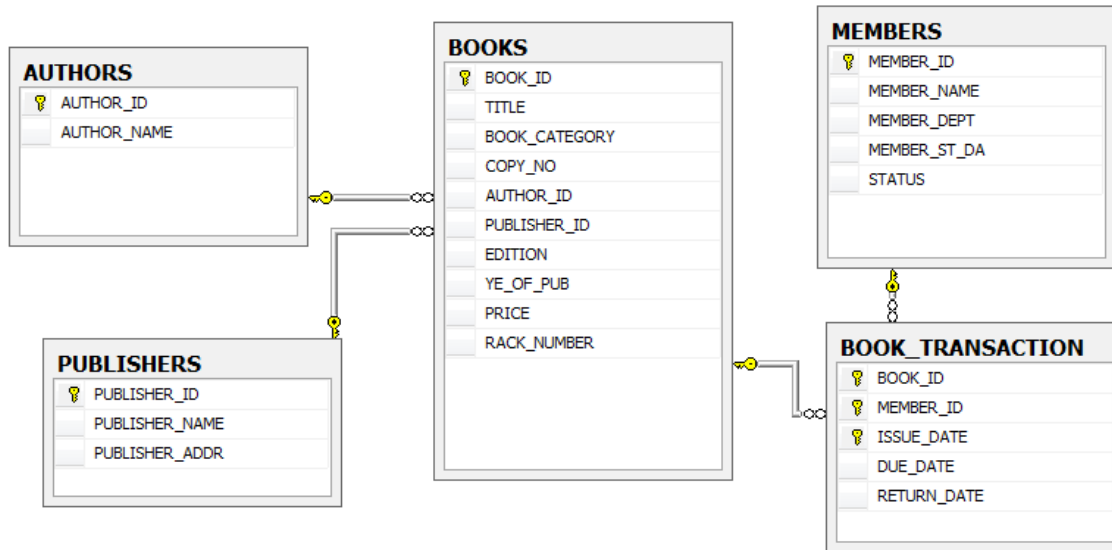 AUTHORS
AUTHOR_ID
AUTHOR_NAME
PUBLISHERS
PUBLISHER_ID
PUBLISHER_NAME
PUBLISHER_ADDR
BOOKS
BOOK_ID
TITLE
BOOK_CATEGORY
COPY_NO
AUTHOR_ID
PUBLISHER_ID
EDITION
YE_OF_PUB
PRICE
RACK_NUMBER
MEMBERS
MEMBER_ID
MEMBER_NAME
MEMBER_DEPT
MEMBER_ST_DA
STATUS
BOOK_TRANSACTION
BOOK_ID
MEMBER_ID
ISSUE_DATE
DUE_DATE
RETURN_DATE